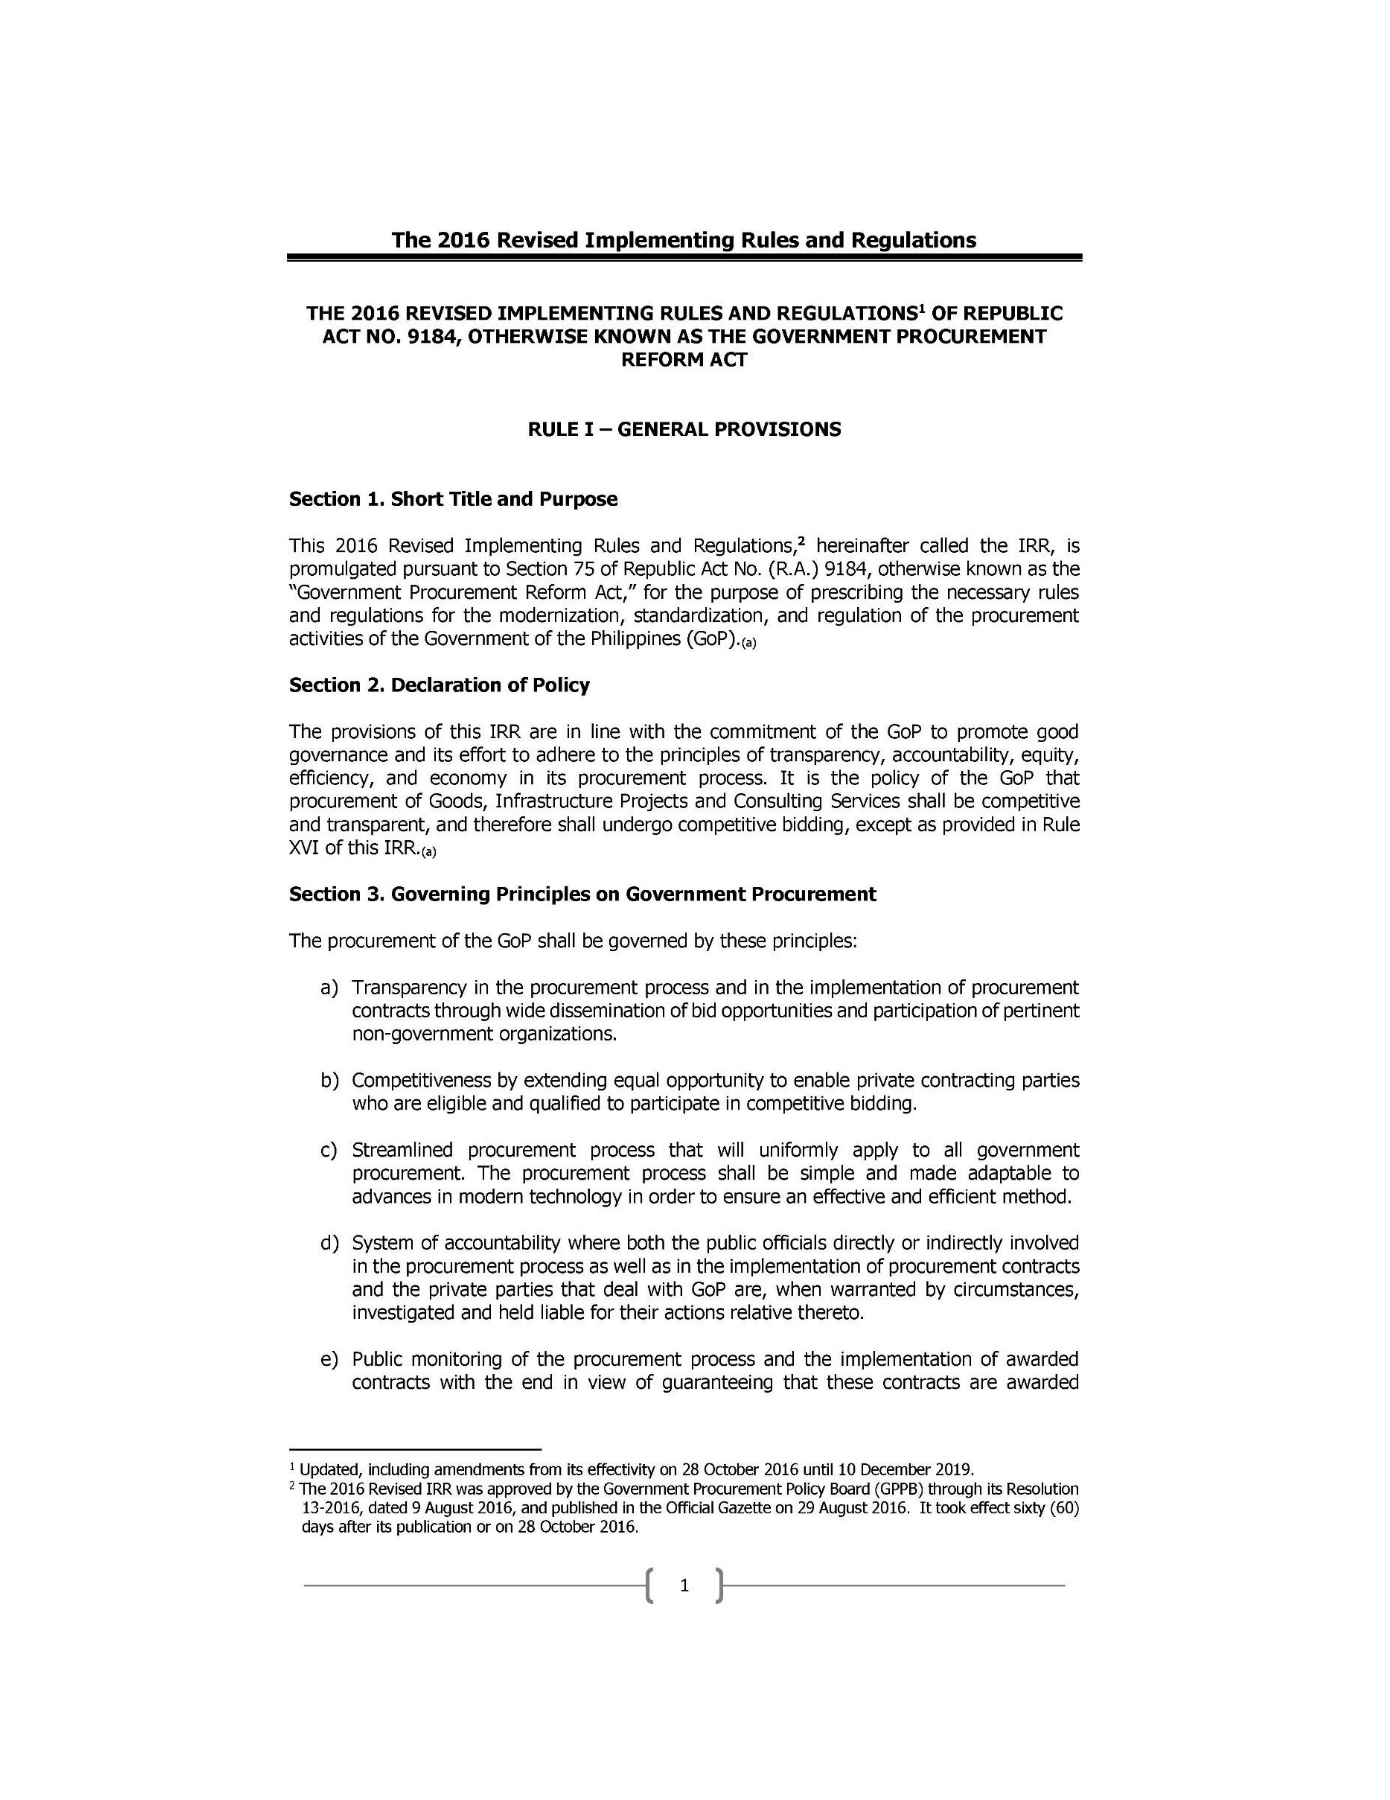 The 2016 Revised Implementing Rules and Regulations
THE 2016 REVISED IMPLEMENTING RULES AND REGULATIONS¹ OF REPUBLIC
ACT NO. 9184, OTHERWISE KNOWN AS THE GOVERNMENT PROCUREMENT
REFORM ACT
RULE I – GENERAL PROVISIONS
Section 1. Short Title and Purpose
This 2016 Revised Implementing Rules and Regulations,² hereinafter called the IRR, is
promulgated pursuant to Section 75 of Republic Act No. (R.A.) 9184, otherwise known as the
“Government Procurement Reform Act,” for the purpose of prescribing the necessary rules
and regulations for the modernization, standardization, and regulation of the procurement
activities of the Government of the Philippines (GoP).(a)
Section 2. Declaration of Policy
The provisions of this IRR are in line with the commitment of the GoP to promote good
governance and its effort to adhere to the principles of transparency, accountability, equity,
efficiency, and economy in its procurement process. It is the policy of the GoP that
procurement of Goods, Infrastructure Projects and Consulting Services shall be competitive
and transparent, and therefore shall undergo competitive bidding, except as provided in Rule
XVI of this IRR.(a)
Section 3. Governing Principles on Government Procurement
The procurement of the GoP shall be governed by these principles:
a) Transparency in the procurement process and in the implementation of procurement
contracts through wide dissemination of bid opportunities and participation of pertinent
non-government organizations.
b) Competitiveness by extending equal opportunity to enable private contracting parties
who are eligible and qualified to participate in competitive bidding.
c) Streamlined procurement process that will uniformly apply to all government
procurement. The procurement process shall be simple and made adaptable to
advances in modern technology in order to ensure an effective and efficient method.
d) System of accountability where both the public officials directly or indirectly involved
in the procurement process as well as in the implementation of procurement contracts
and the private parties that deal with GoP are, when warranted by circumstances,
investigated and held liable for their actions relative thereto.
e) Public monitoring of the procurement process and the implementation of awarded
contracts with the end in view of guaranteeing that these contracts are awarded
¹ Updated, including amendments from its effectivity on 28 October 2016 until 10 December 2019.
² The 2016 Revised IRR was approved by the Government Procurement Policy Board (GPPB) through its Resolution
13-2016, dated 9 August 2016, and published in the Official Gazette on 29 August 2016. It took effect sixty (60)
days after its publication or on 28 October 2016.
1